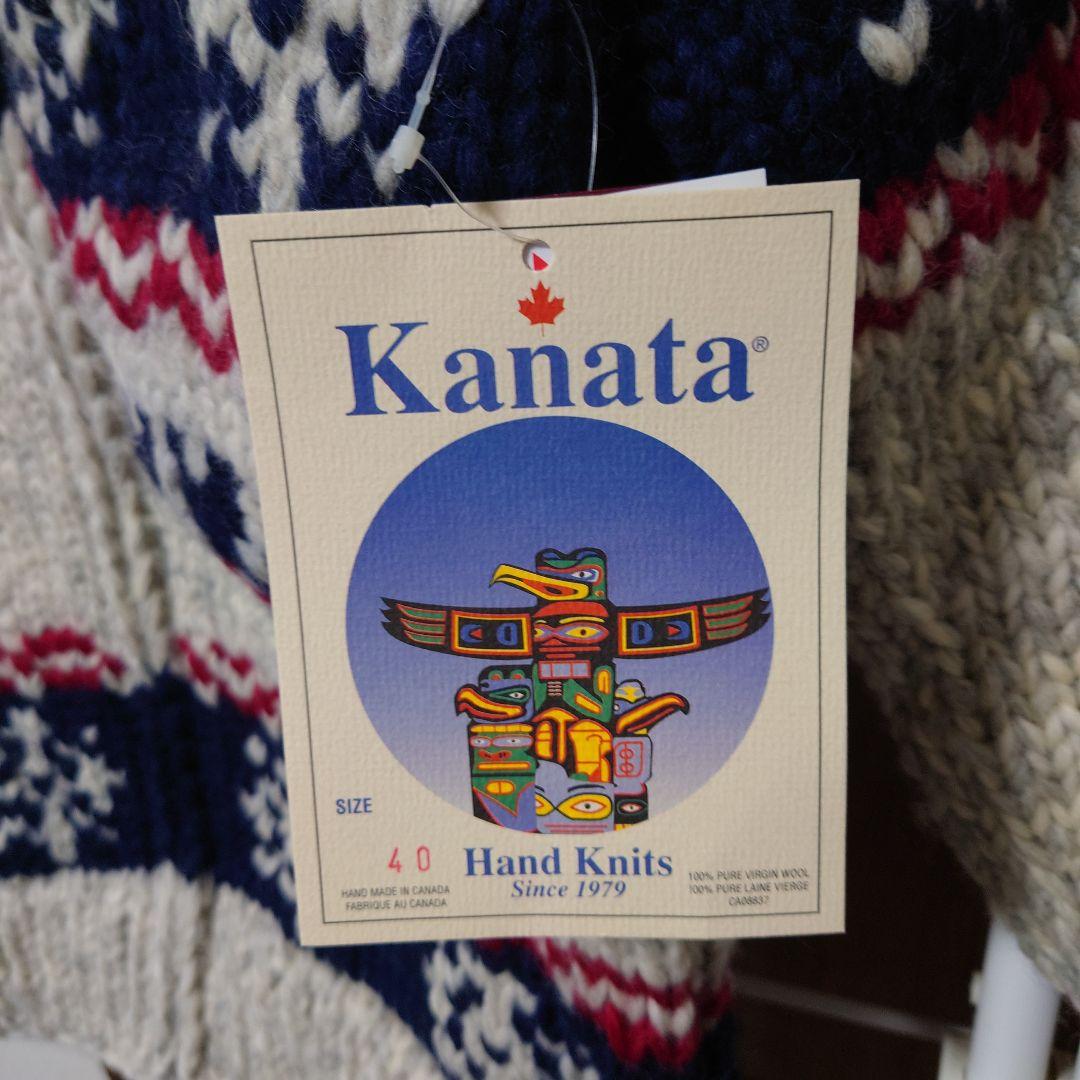 Kanata®
SIZE
40
Hand Knits
Since 1979
HAND MADE IN CANADA
FABRIQUE AU CANADA
100% PURE VIRGIN WOOL
100% PURE LAINE VIERGE
CA08837